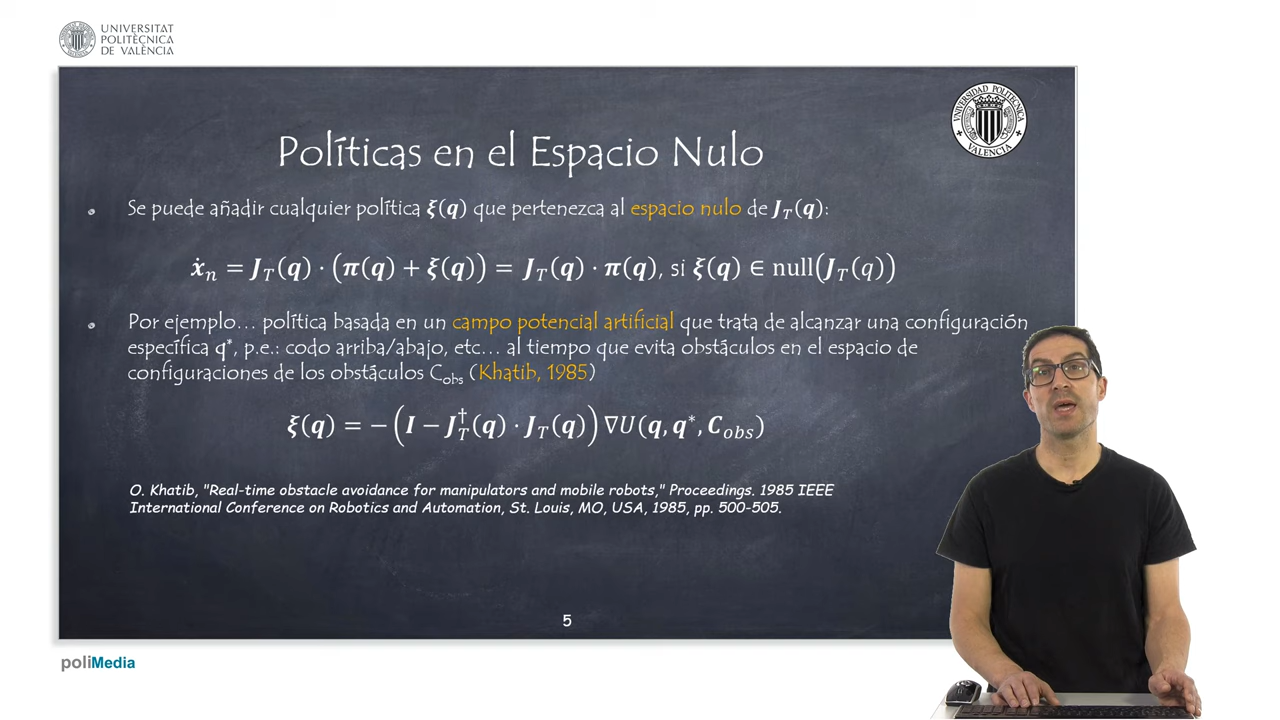 UNIVERSITAT
POLITÈCNICA
DE VALÈNCIA
UNIVERSIDAD POLITECNICA
VALENCIA
Políticas en el Espacio Nulo
Se puede añadir cualquier política ξ(q) que pertenezca al espacio nulo de J_T(q):
ẋ_n = J_T(q) · (π(q) + ξ(q)) = J_T(q) · π(q), si ξ(q) ∈ null(J_T(q))
Por ejemplo… política basada en un campo potencial artificial que trata de alcanzar una configuración
específica q*, p.e.: codo arriba/abajo, etc… al tiempo que evita obstáculos en el espacio de
configuraciones de los obstáculos C_obs (Khatib, 1985)
ξ(q) = −(I − J_T^†(q) · J_T(q)) ∇U(q, q*, C_obs)
O. Khatib, "Real-time obstacle avoidance for manipulators and mobile robots," Proceedings. 1985 IEEE
International Conference on Robotics and Automation, St. Louis, MO, USA, 1985, pp. 500-505.
5
poliMedia